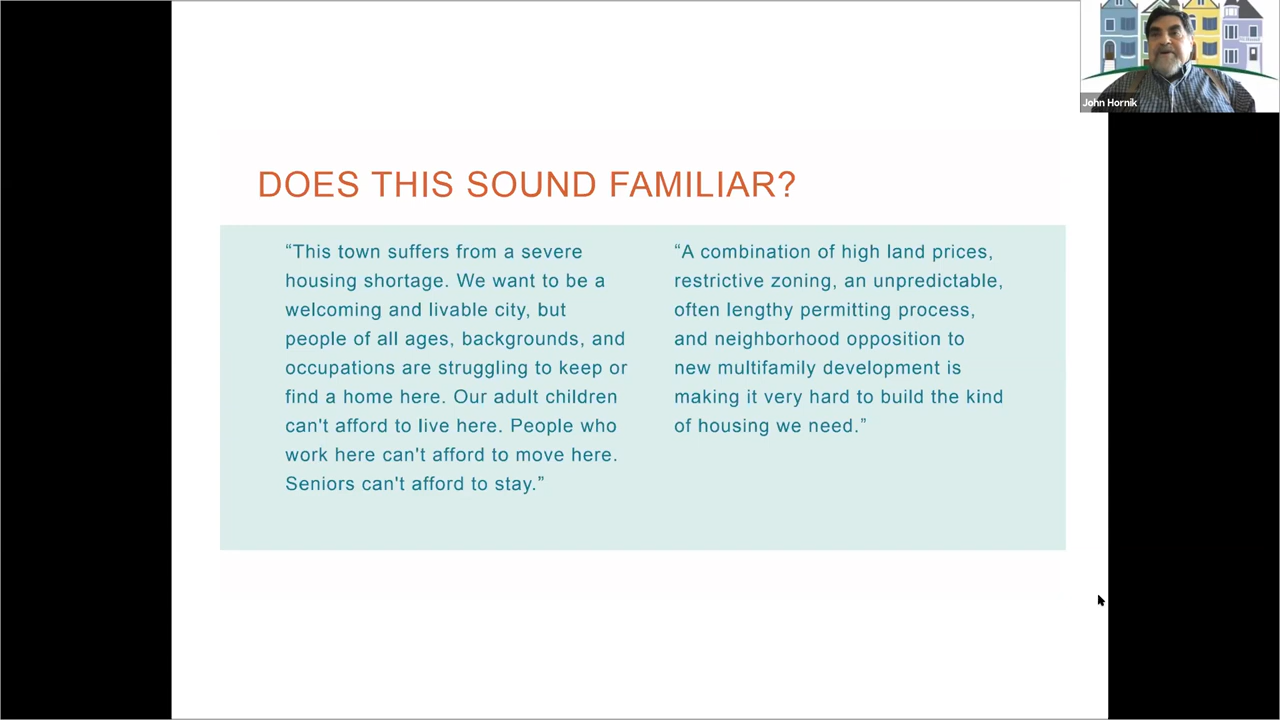 DOES THIS SOUND FAMILIAR?
“This town suffers from a severe
housing shortage. We want to be a
welcoming and livable city, but
people of all ages, backgrounds, and
occupations are struggling to keep or
find a home here. Our adult children
can't afford to live here. People who
work here can't afford to move here.
Seniors can't afford to stay.”
“A combination of high land prices,
restrictive zoning, an unpredictable,
often lengthy permitting process,
and neighborhood opposition to
new multifamily development is
making it very hard to build the kind
of housing we need.”
John Hornik